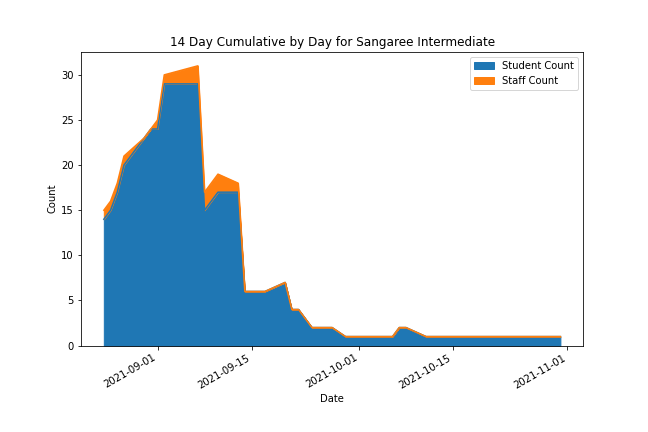 14 Day Cumulative by Day for Sangaree Intermediate
Student Count
Staff Count
30
25
20
15
10
5
0
Count
2021-09-01
2021-09-15
2021-10-01
2021-10-15
2021-11-01
Date